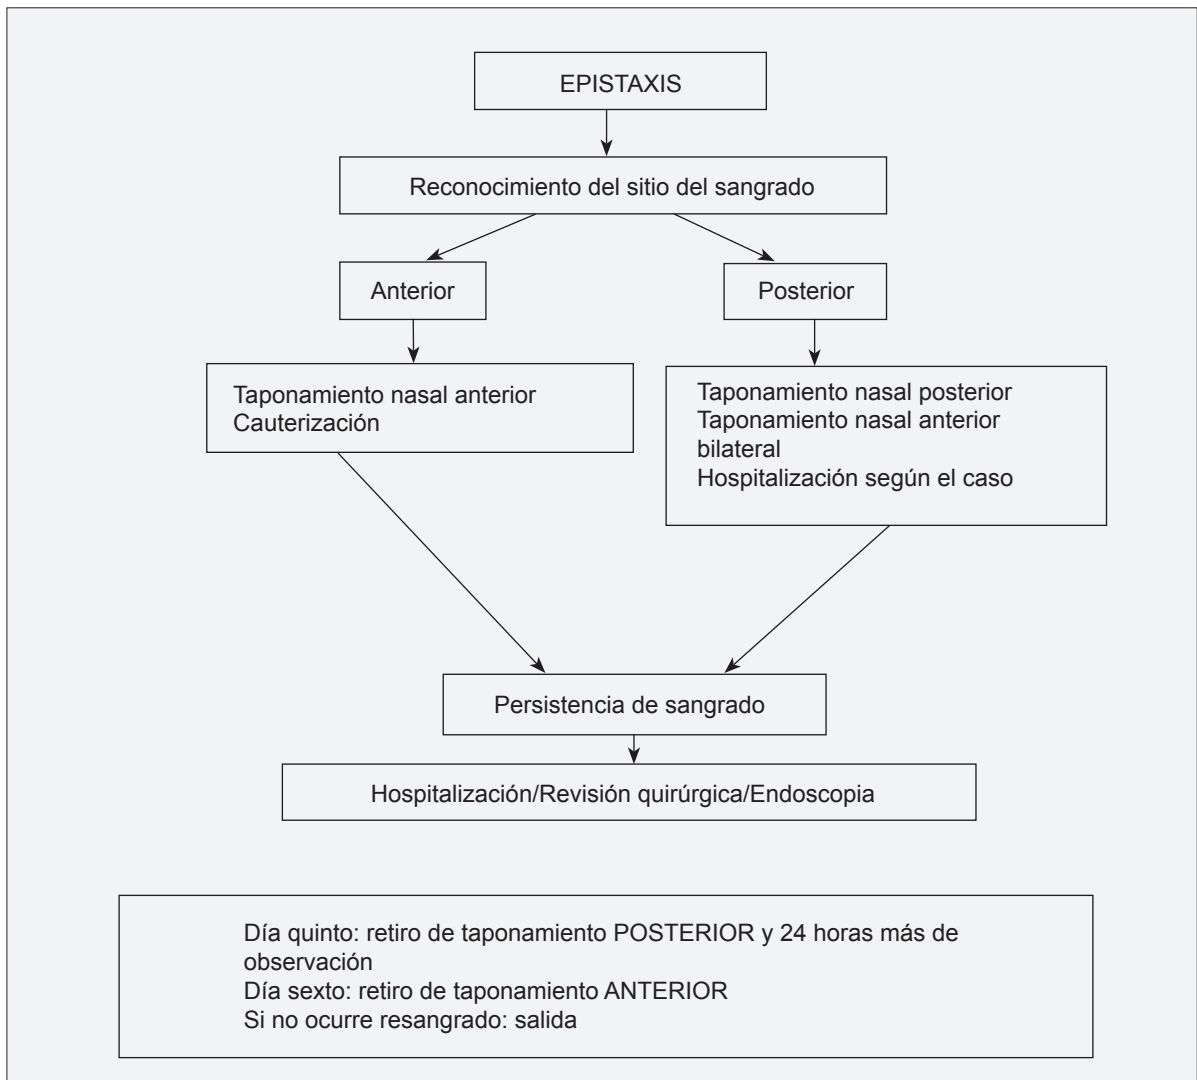 EPISTAXIS
Reconocimiento del sitio del sangrado
Anterior
Posterior
Taponamiento nasal anterior
Cauterización
Taponamiento nasal posterior
Taponamiento nasal anterior
bilateral
Hospitalización según el caso
Persistencia de sangrado
Hospitalización/Revisión quirúrgica/Endoscopia
Día quinto: retiro de taponamiento POSTERIOR y 24 horas más de
observación
Día sexto: retiro de taponamiento ANTERIOR
Si no ocurre resangrado: salida